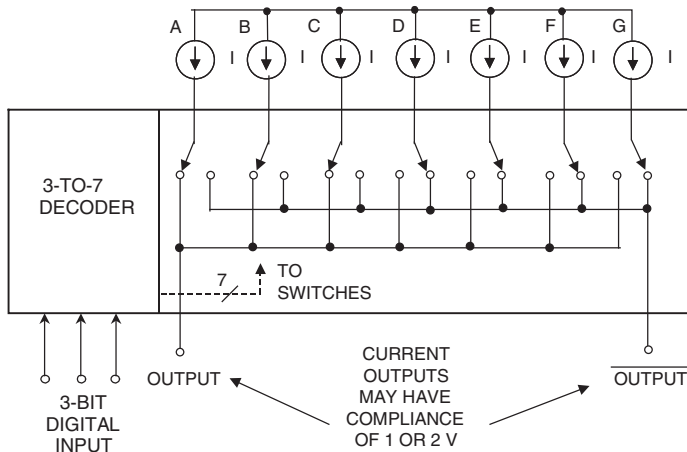 A B C D E F G
I I I I I I I
3-TO-7
DECODER
7
TO
SWITCHES
OUTPUT
CURRENT
OUTPUTS
MAY HAVE
COMPLIANCE
OF 1 OR 2 V
OUTPUT
3-BIT
DIGITAL
INPUT